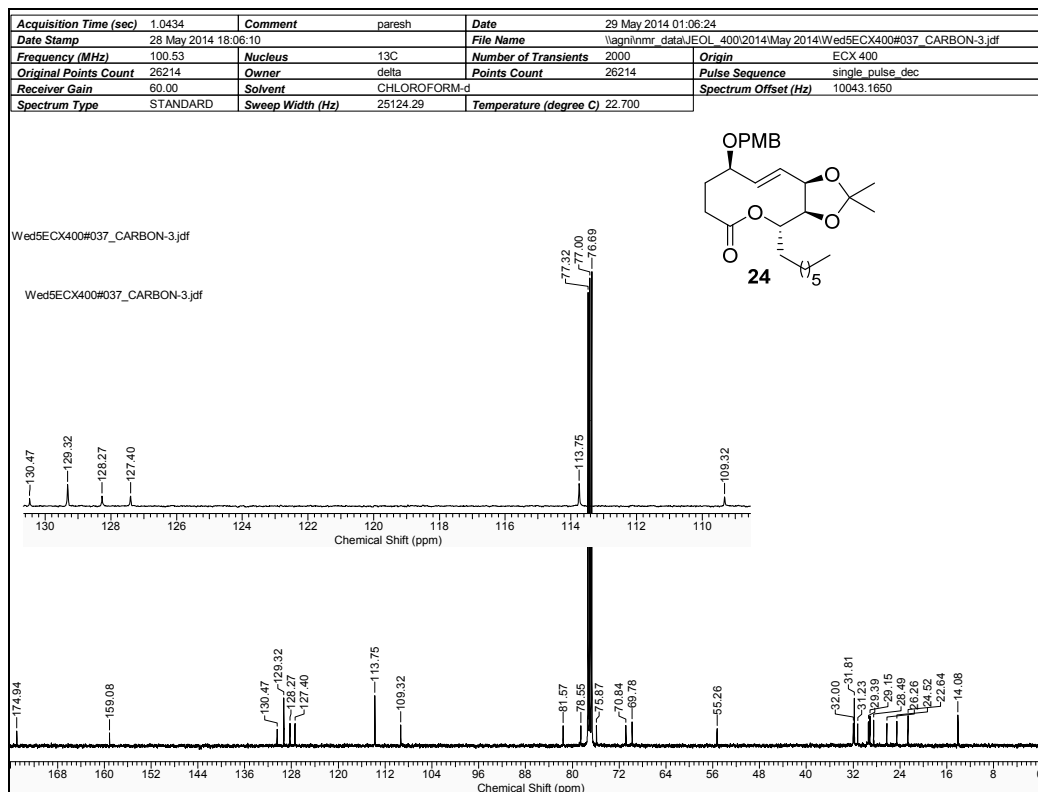 Acquisition Time (sec) 1.0434 Comment paresh Date 29 May 2014 01:06:24
Date Stamp 28 May 2014 18:06:10 File Name \\agni\nmr_data\JEOL_400\2014\May 2014\Wed5ECX400#037_CARBON-3.jdf
Frequency (MHz) 100.53 Nucleus 13C Number of Transients 2000 Origin ECX 400
Original Points Count 26214 Owner delta Points Count 26214 Pulse Sequence single_pulse_dec
Receiver Gain 60.00 Solvent CHLOROFORM-d Spectrum Offset (Hz) 10043.1650
Spectrum Type STANDARD Sweep Width (Hz) 25124.29 Temperature (degree C) 22.700
OPMB
O
O
O
O
5
24
Wed5ECX400#037_CARBON-3.jdf
Wed5ECX400#037_CARBON-3.jdf
77.32 77.00 76.69
130.47 129.32 128.27 127.40 113.75 109.32
130 128 126 124 122 120 118 116 114 112 110
Chemical Shift (ppm)
174.94 159.08 130.47 129.32 128.27 127.40 113.75 109.32 81.57 78.55 75.87 70.84 69.78 55.26 32.00 31.81 31.23 29.39 29.15 28.49 26.26 24.52 22.64 14.08
168 160 152 144 136 128 120 112 104 96 88 80 72 64 56 48 40 32 24 16 8 0
Chemical Shift (ppm)